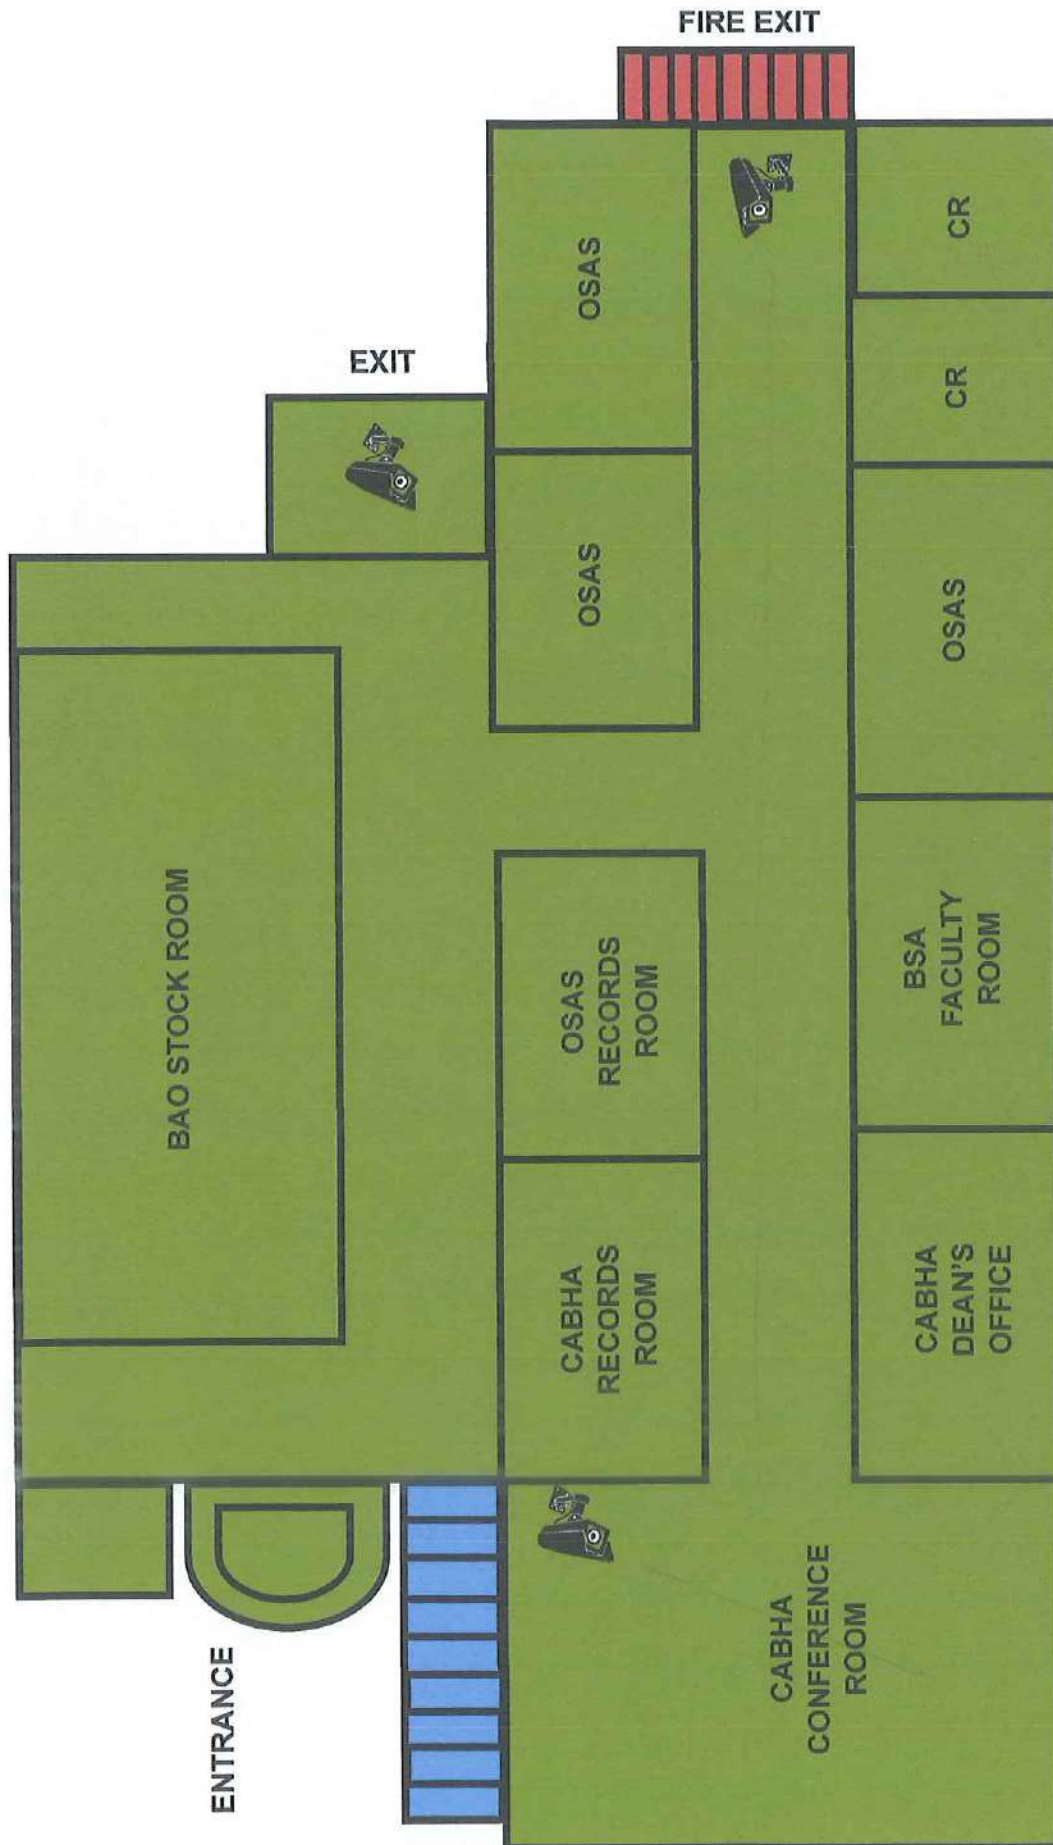 FIRE EXIT
EXIT
OSAS
CR
CR
OSAS
OSAS
BAO STOCK ROOM
OSAS
RECORDS
ROOM
BSA
FACULTY
ROOM
CABHA
RECORDS
ROOM
CABHA
DEAN'S
OFFICE
ENTRANCE
CABHA
CONFERENCE
ROOM